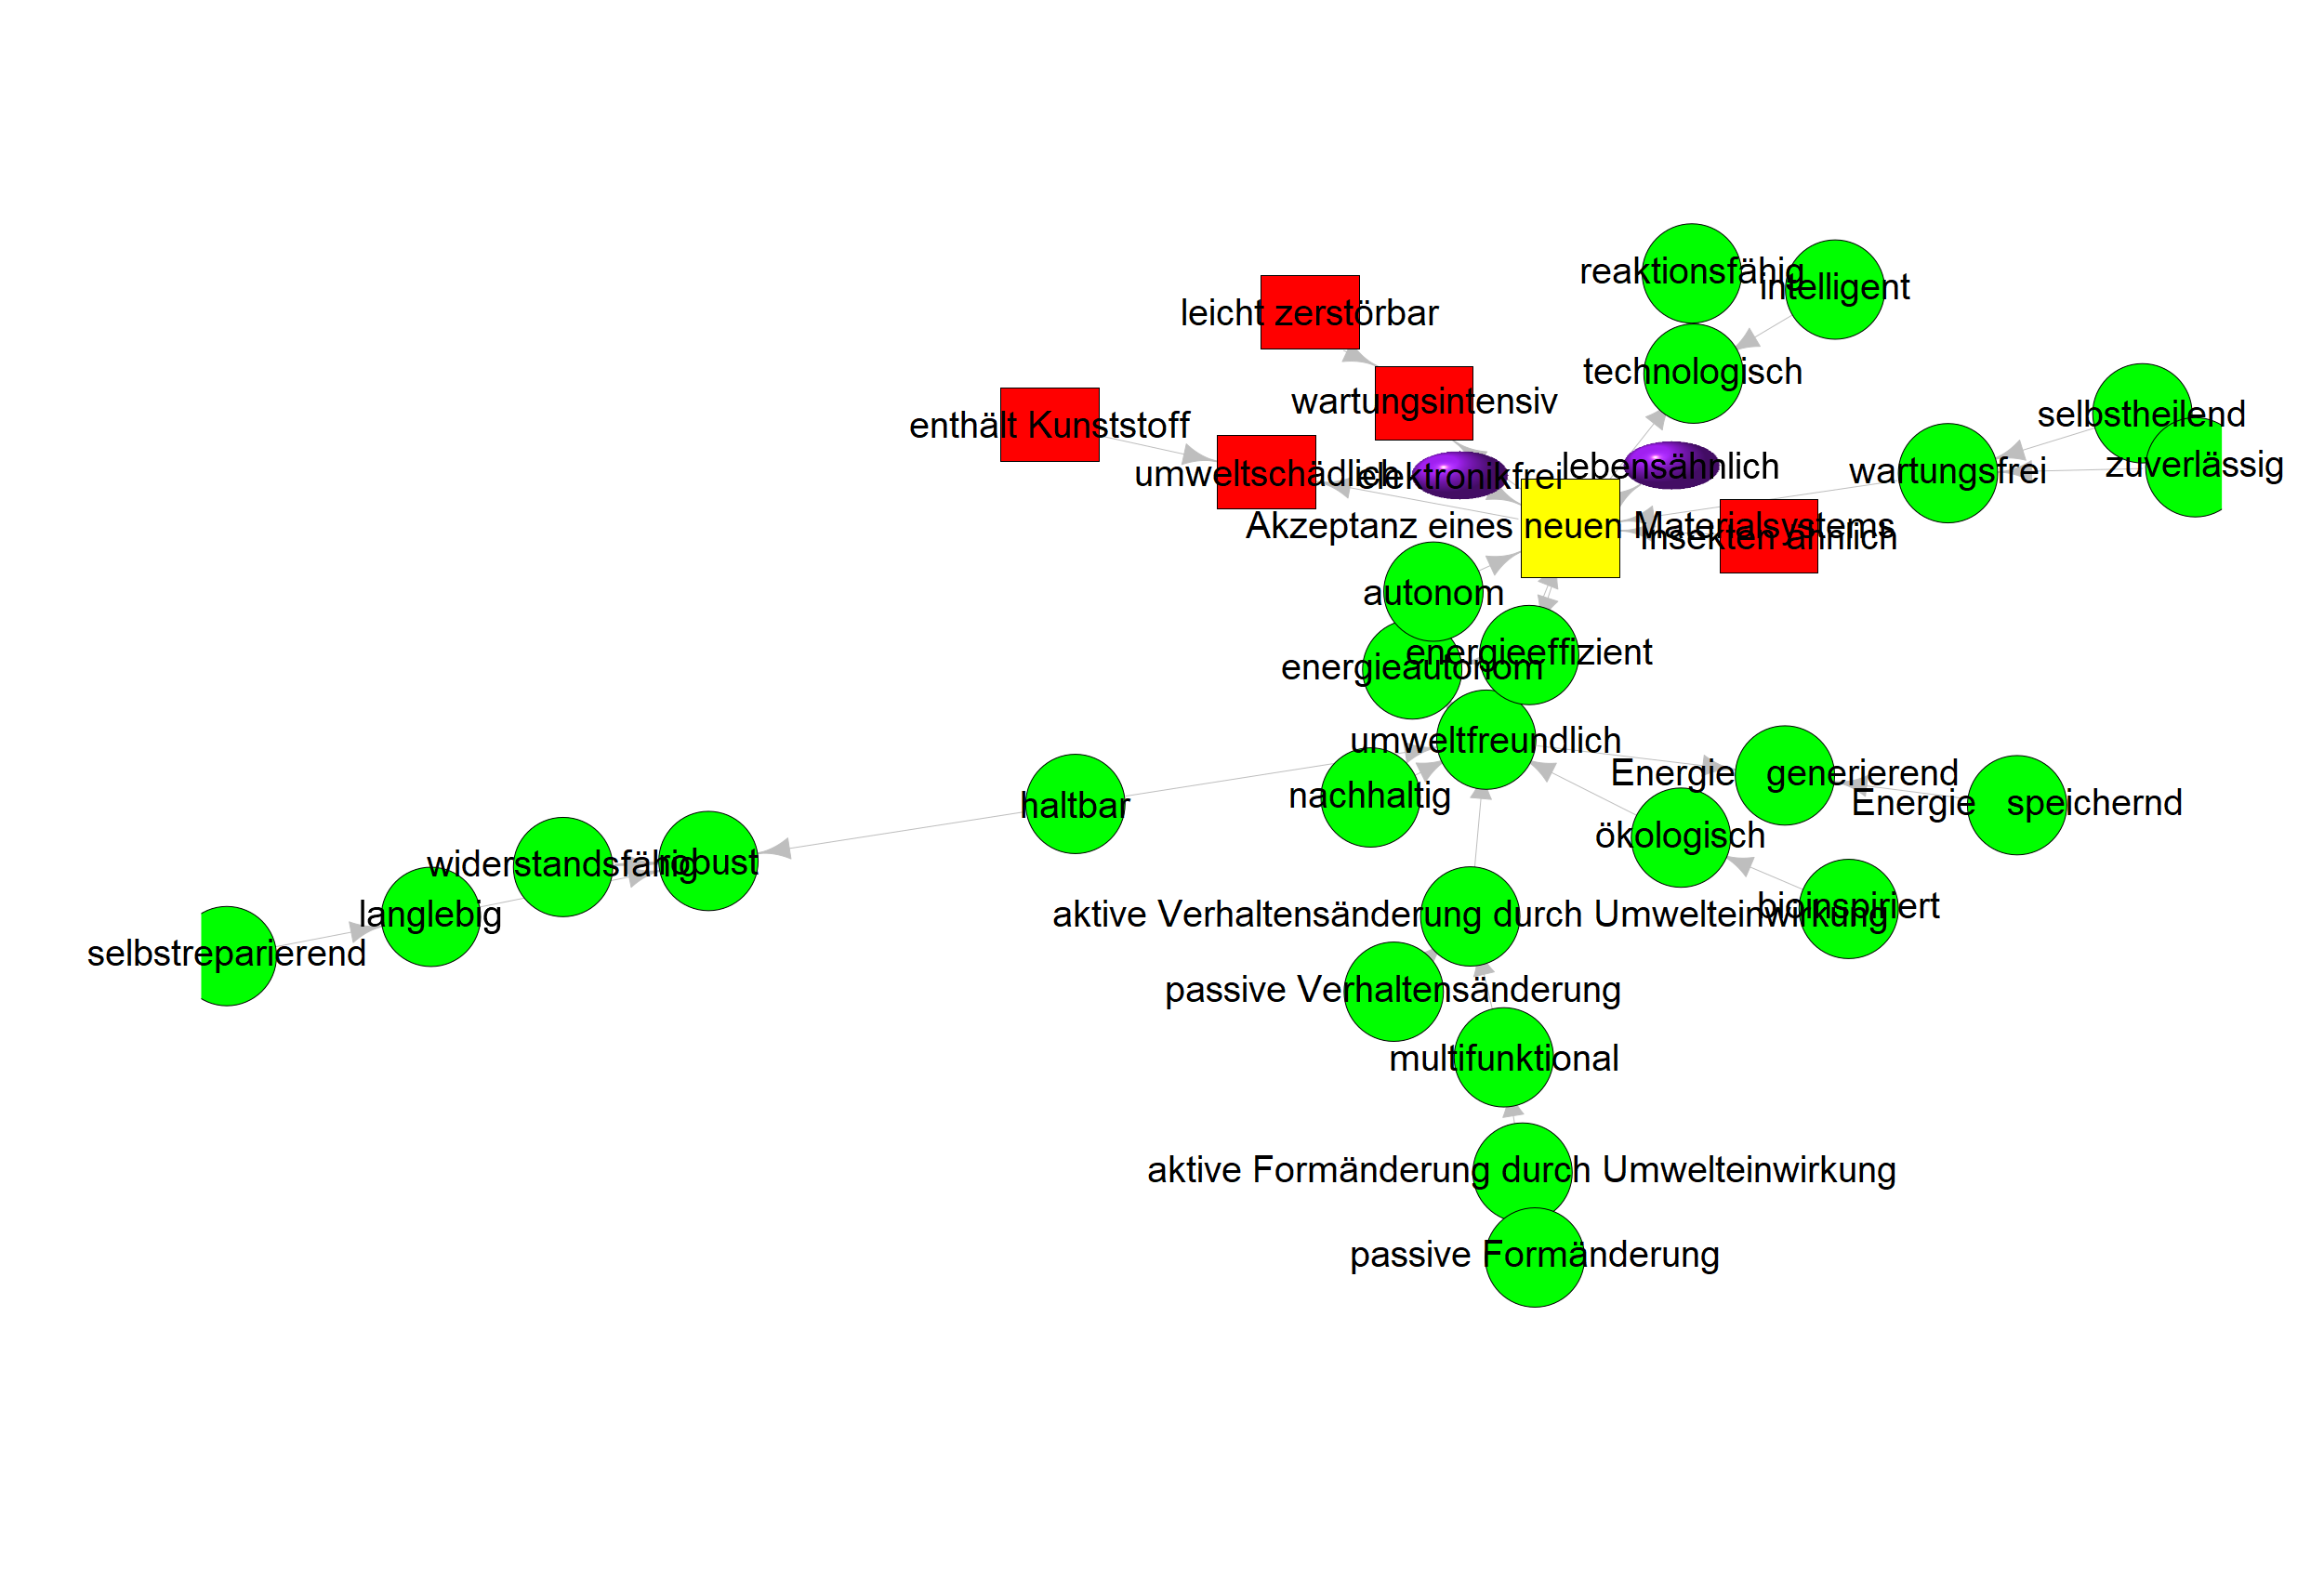 reaktionsfähig
intelligent
leicht zerstörbar
technologisch
wartungsintensiv
enthält Kunststoff
selbstheilend
umweltschädlich
elektronikfrei
lebensähnlich
wartungsfrei
zuverlässig
Akzeptanz eines neuen Materialsystems
Insekten ähnlich
autonom
energieeffizient
energieautonom
umweltfreundlich
Energie generierend
nachhaltig
Energie speichernd
haltbar
ökologisch
widerstandsfähig
robust
langlebig
aktive Verhaltensänderung durch Umwelteinwirkung
bioinspiriert
selbstreparierend
passive Verhaltensänderung
multifunktional
aktive Formänderung durch Umwelteinwirkung
passive Formänderung